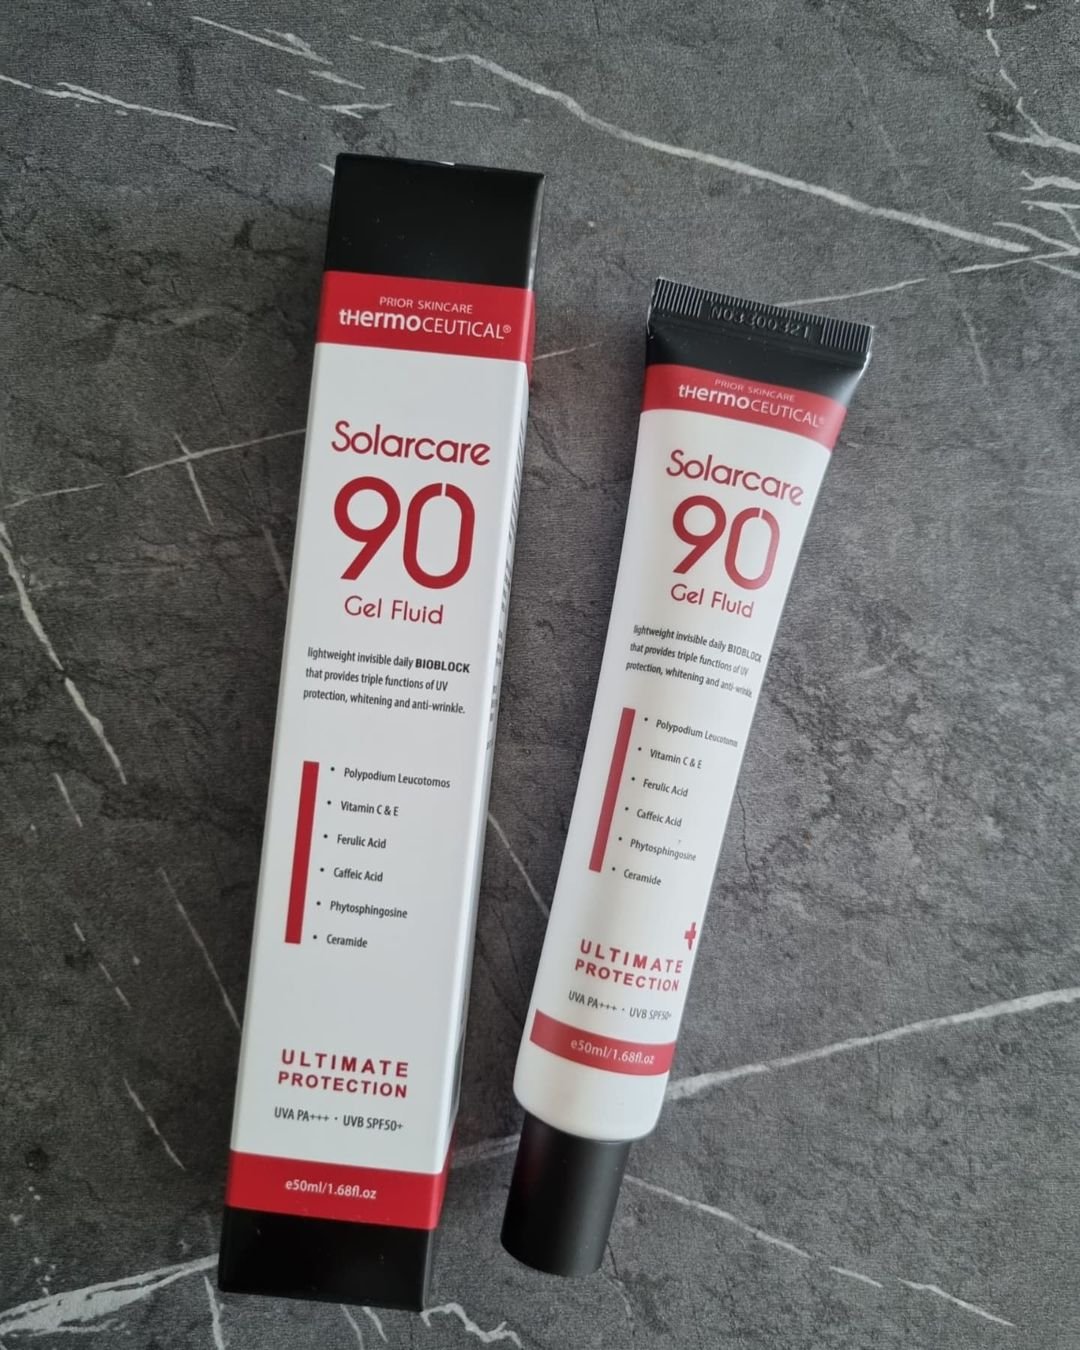 PRIOR SKINCARE
tHermoCEUTICAL®
Solarcare
90
Gel Fluid
lightweight invisible daily BIOBLOCK
that provides triple functions of UV
protection, whitening and anti-wrinkle.
• Polypodium Leucotomos
• Vitamin C & E
• Ferulic Acid
• Caffeic Acid
• Phytosphingosine
• Ceramide
ULTIMATE
PROTECTION
UVA PA+++ · UVB SPF50+
e50ml/1.68fl.oz
N03300321
PRIOR SKINCARE
tHermoCEUTICAL®
Solarcare
90
Gel Fluid
lightweight invisible daily BIOBLOCK
that provides triple functions of UV
protection, whitening and anti-wrinkle.
• Polypodium Leucotomos
• Vitamin C & E
• Ferulic Acid
• Caffeic Acid
• Phytosphingosine
• Ceramide
ULTIMATE
PROTECTION
UVA PA+++ · UVB SPF50+
e50ml/1.68fl.oz